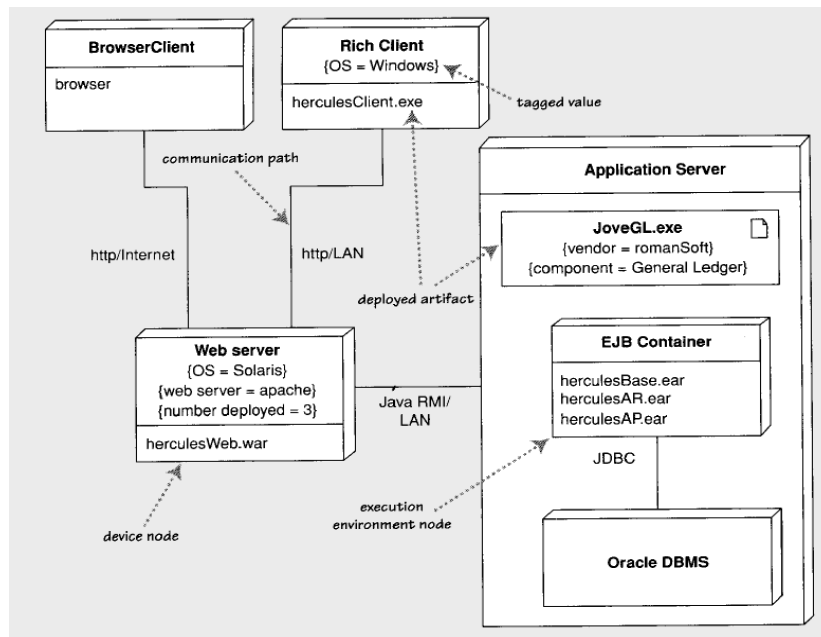 BrowserClient
browser
Rich Client
{OS = Windows}
herculesClient.exe
tagged value
communication path
http/Internet
http/LAN
deployed artifact
Application Server
JoveGL.exe
{vendor = romanSoft}
{component = General Ledger}
Web server
{OS = Solaris}
{web server = apache}
{number deployed = 3}
herculesWeb.war
Java RMI/
LAN
EJB Container
herculesBase.ear
herculesAR.ear
herculesAP.ear
JDBC
execution
environment node
device node
Oracle DBMS